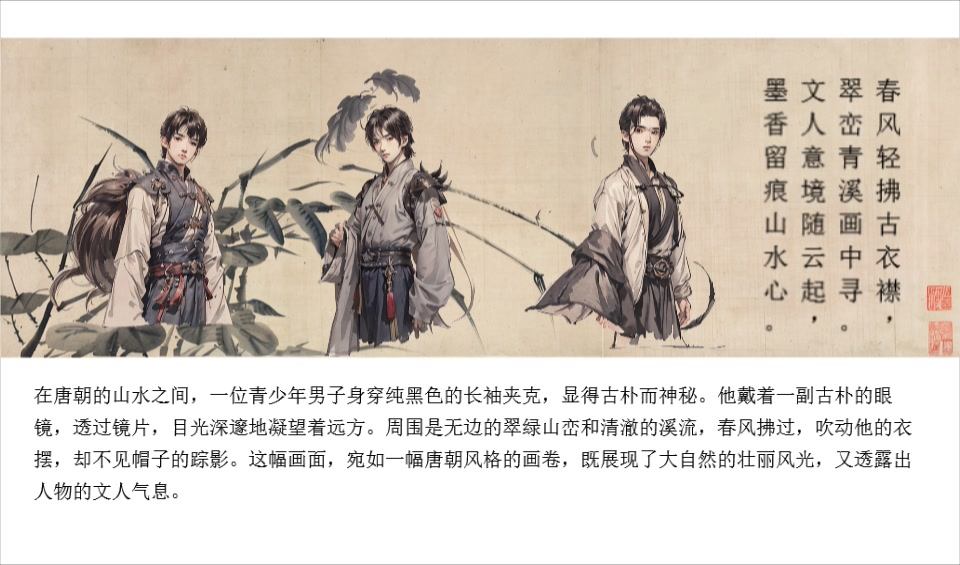 春风轻拂古衣襟，
翠峦青溪画中寻。
文人意境随云起，
墨香留痕山水心。
在唐朝的山水之间，一位青少年男子身穿纯黑色的长袖夹克，显得古朴而神秘。他戴着一副古朴的眼
镜，透过镜片，目光深邃地凝望着远方。周围是无边的翠绿山峦和清澈的溪流，春风拂过，吹动他的衣
摆，却不见帽子的踪影。这幅画面，宛如一幅唐朝风格的画卷，既展现了大自然的壮丽风光，又透露出
人物的文人气息。